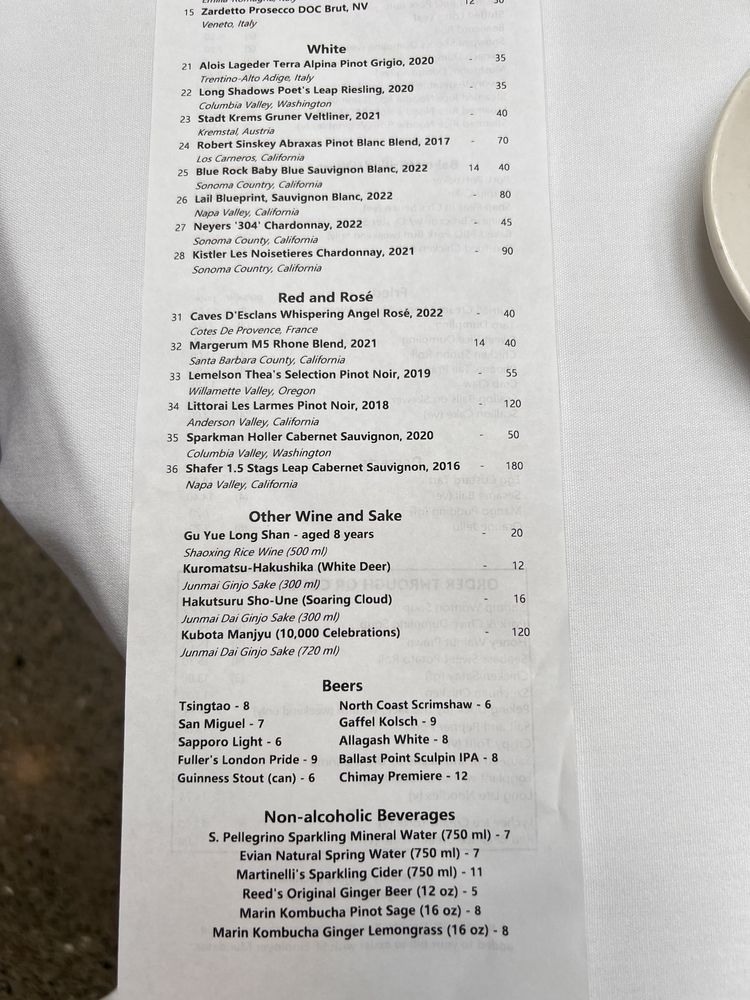 15 Zardetto Prosecco DOC Brut, NV
Veneto, Italy
White
21 Alois Lageder Terra Alpina Pinot Grigio, 2020 - 35
Trentino-Alto Adige, Italy
22 Long Shadows Poet's Leap Riesling, 2020 - 35
Columbia Valley, Washington
23 Stadt Krems Gruner Veltliner, 2021 - 40
Kremstal, Austria
24 Robert Sinskey Abraxas Pinot Blanc Blend, 2017 - 70
Los Carneros, California
25 Blue Rock Baby Blue Sauvignon Blanc, 2022 14 40
Sonoma Country, California
26 Lail Blueprint, Sauvignon Blanc, 2022 - 80
Napa Valley, California
27 Neyers '304' Chardonnay, 2022 - 45
Sonoma County, California
28 Kistler Les Noisetieres Chardonnay, 2021 - 90
Sonoma Country, California
Red and Rosé
31 Caves D'Esclans Whispering Angel Rosé, 2022 - 40
Cotes De Provence, France
32 Margerum M5 Rhone Blend, 2021 14 40
Santa Barbara County, California
33 Lemelson Thea's Selection Pinot Noir, 2019 - 55
Willamette Valley, Oregon
34 Littorai Les Larmes Pinot Noir, 2018 - 120
Anderson Valley, California
35 Sparkman Holler Cabernet Sauvignon, 2020 - 50
Columbia Valley, Washington
36 Shafer 1.5 Stags Leap Cabernet Sauvignon, 2016 - 180
Napa Valley, California
Other Wine and Sake
Gu Yue Long Shan - aged 8 years - 20
Shaoxing Rice Wine (500 ml)
Kuromatsu-Hakushika (White Deer) - 12
Junmai Ginjo Sake (300 ml)
Hakutsuru Sho-Une (Soaring Cloud) - 16
Junmai Dai Ginjo Sake (300 ml)
Kubota Manjyu (10,000 Celebrations) - 120
Junmai Dai Ginjo Sake (720 ml)
Beers
Tsingtao - 8 North Coast Scrimshaw - 6
San Miguel - 7 Gaffel Kolsch - 9
Sapporo Light - 6 Allagash White - 8
Fuller's London Pride - 9 Ballast Point Sculpin IPA - 8
Guinness Stout (can) - 6 Chimay Premiere - 12
Non-alcoholic Beverages
S. Pellegrino Sparkling Mineral Water (750 ml) - 7
Evian Natural Spring Water (750 ml) - 7
Martinelli's Sparkling Cider (750 ml) - 11
Reed's Original Ginger Beer (12 oz) - 5
Marin Kombucha Pinot Sage (16 oz) - 8
Marin Kombucha Ginger Lemongrass (16 oz) - 8